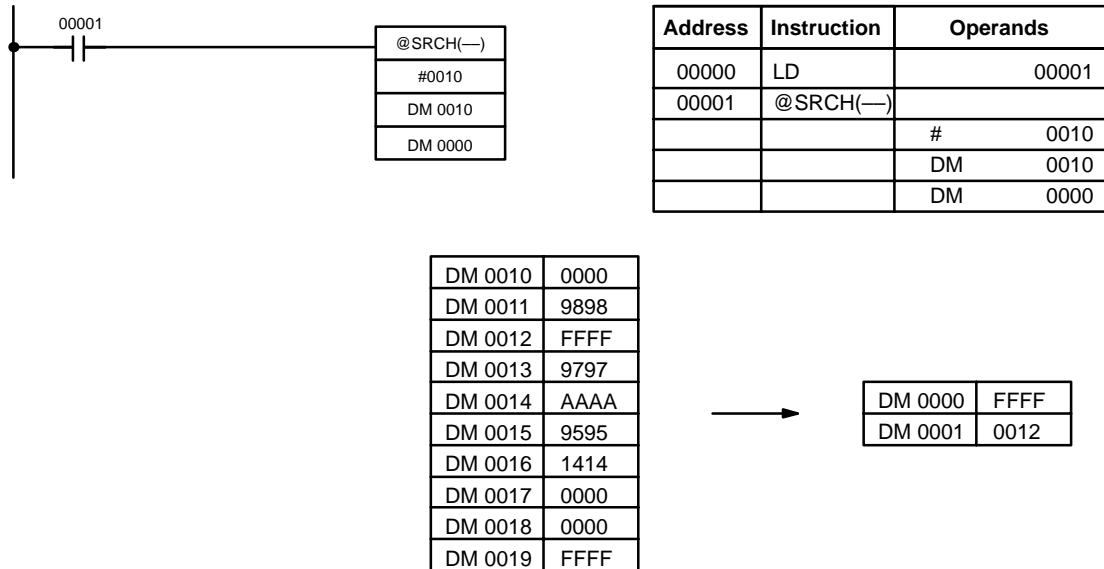 00001
@SRCH(––)
#0010
DM 0010
DM 0000
Address Instruction Operands
00000 LD 00001
00001 @SRCH(––)
# 0010
DM 0010
DM 0000
DM 0010 0000
DM 0011 9898
DM 0012 FFFF
DM 0013 9797
DM 0014 AAAA
DM 0015 9595
DM 0016 1414
DM 0017 0000
DM 0018 0000
DM 0019 FFFF
DM 0000 FFFF
DM 0001 0012